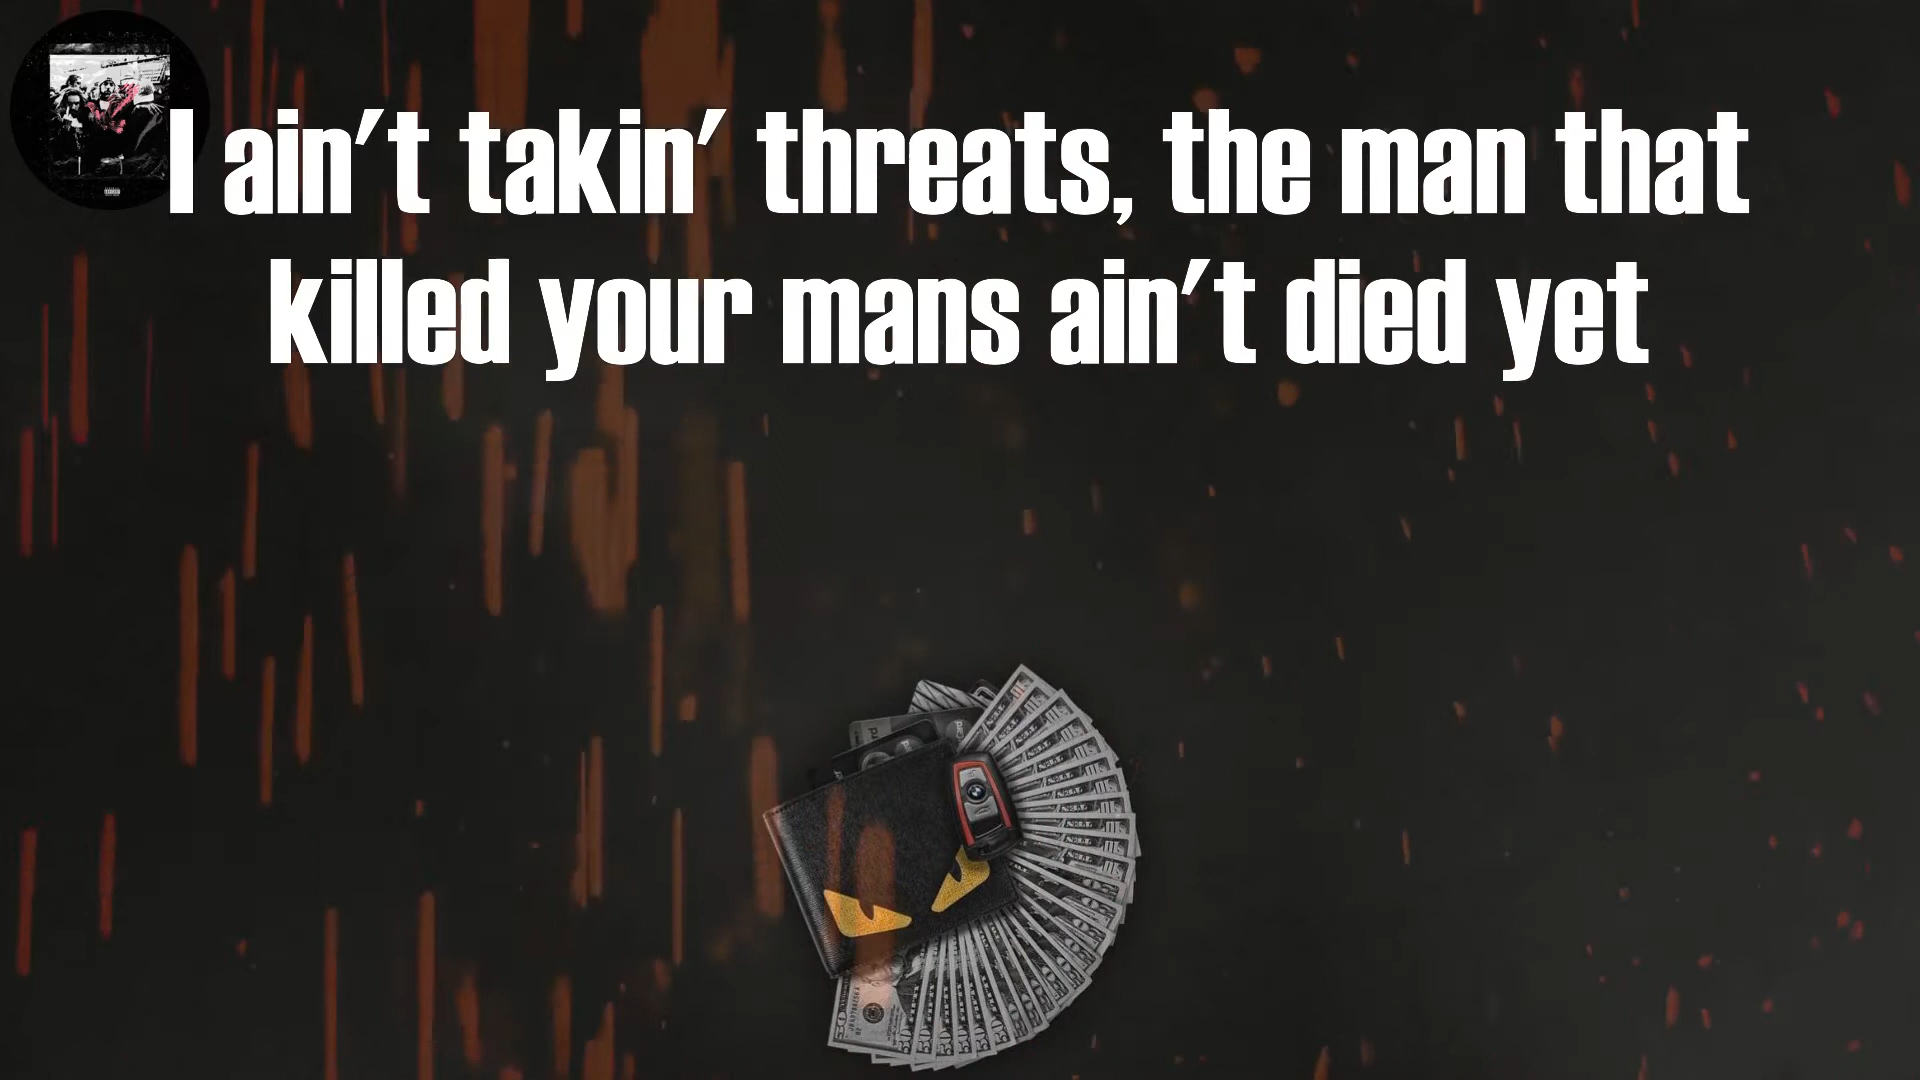 I ain't takin' threats, the man that
killed your mans ain't died yet